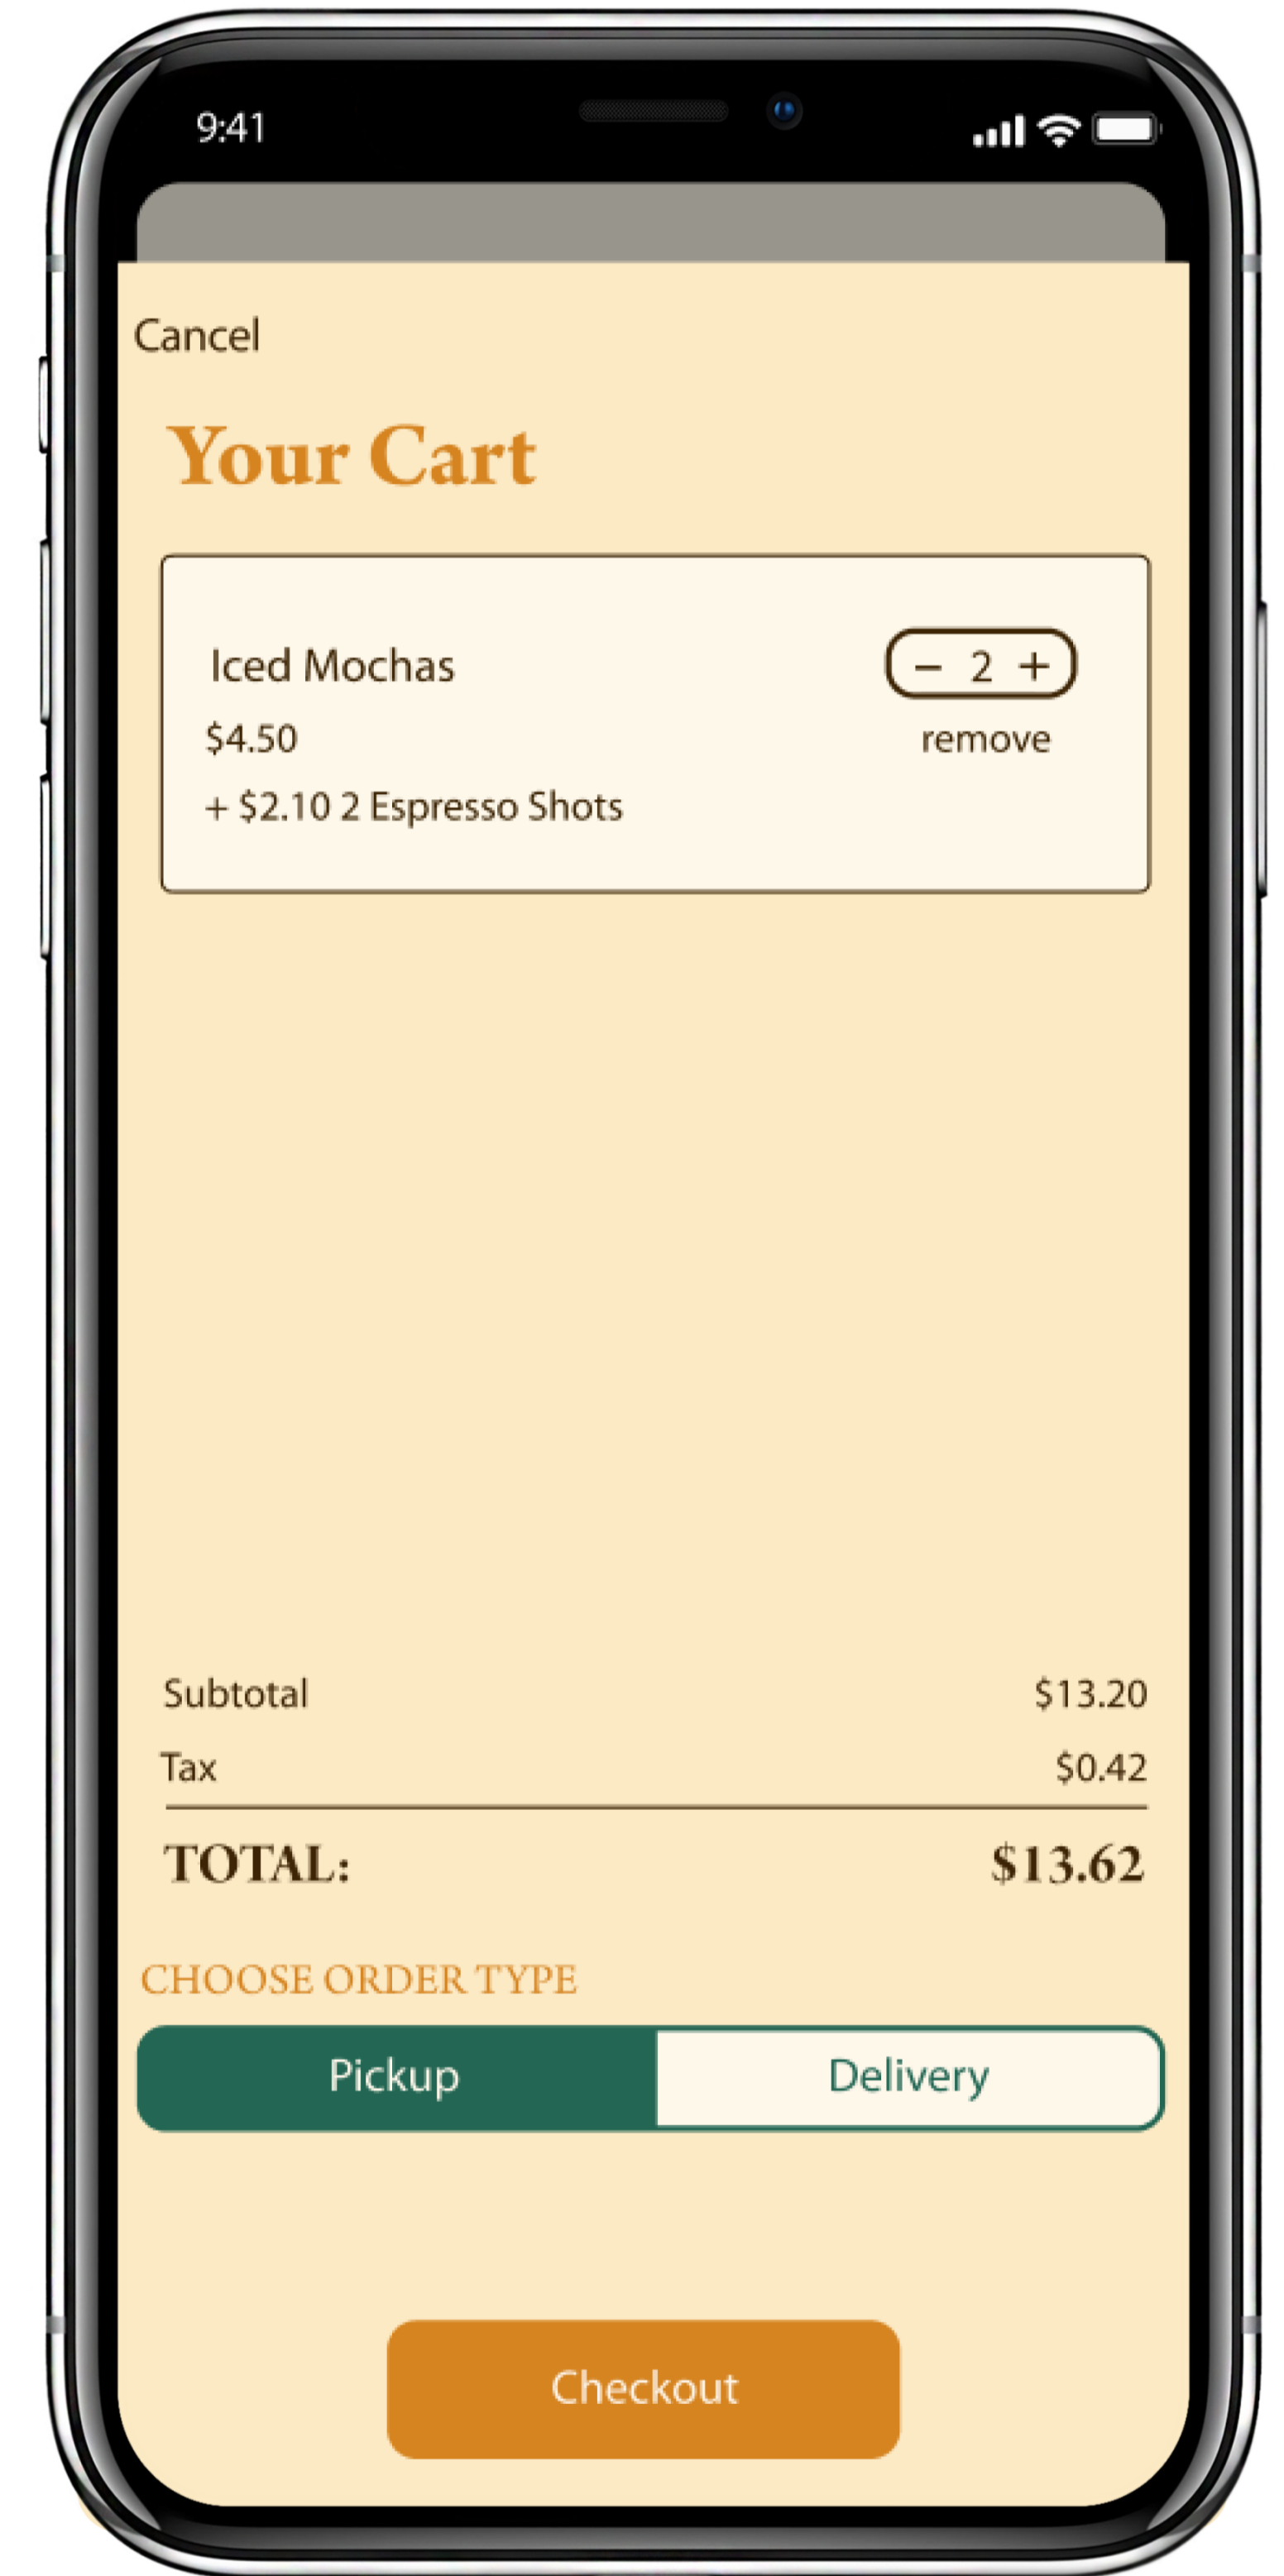 9:41
Cancel
Your Cart
Iced Mochas
− 2 +
$4.50
remove
+ $2.10 2 Espresso Shots
Subtotal $13.20
Tax $0.42
TOTAL: $13.62
CHOOSE ORDER TYPE
Pickup Delivery
Checkout